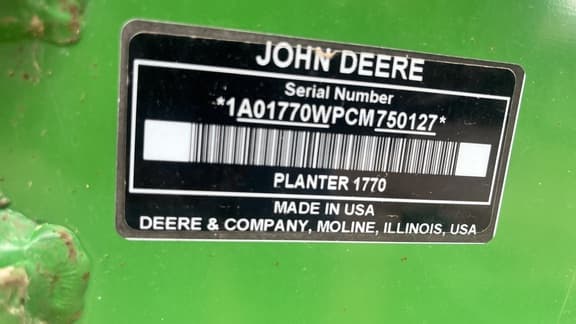 JOHN DEERE
Serial Number
*1A01770WPCM750127*
PLANTER 1770
MADE IN USA
DEERE & COMPANY, MOLINE, ILLINOIS, USA